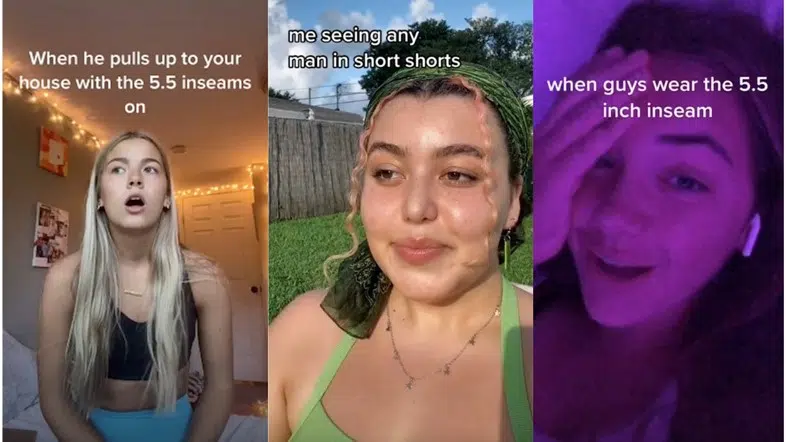 When he pulls up to your
house with the 5.5 inseams
on
me seeing any
man in short shorts
when guys wear the 5.5
inch inseam